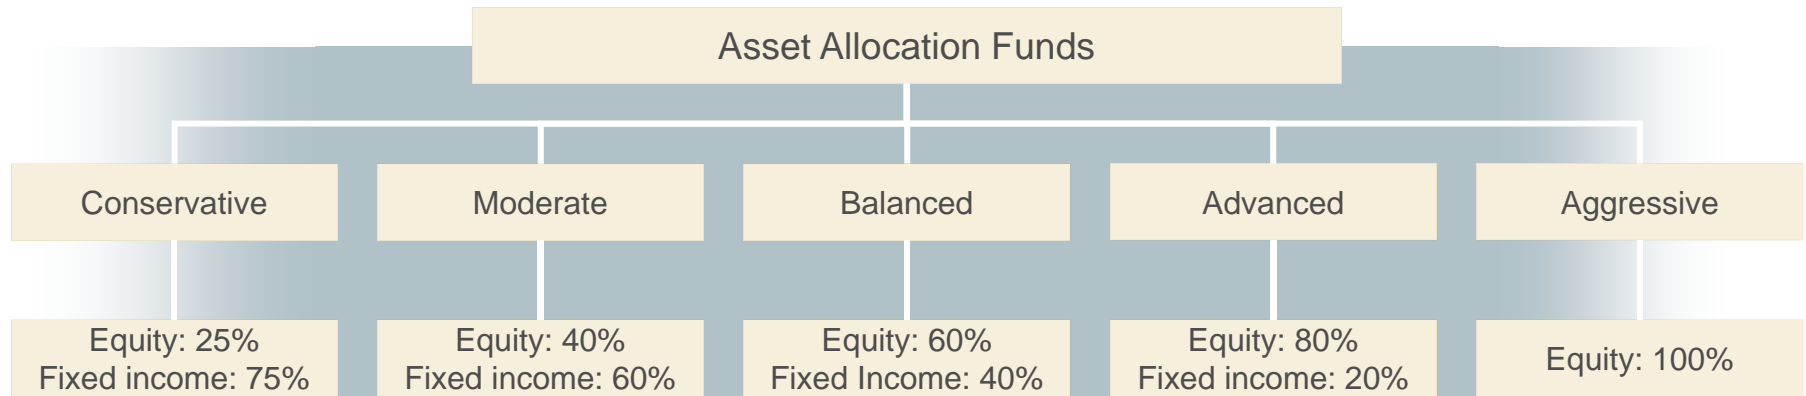 Asset Allocation Funds
Conservative
Moderate
Balanced
Advanced
Aggressive
Equity: 25%
Fixed income: 75%
Equity: 40%
Fixed income: 60%
Equity: 60%
Fixed Income: 40%
Equity: 80%
Fixed income: 20%
Equity: 100%